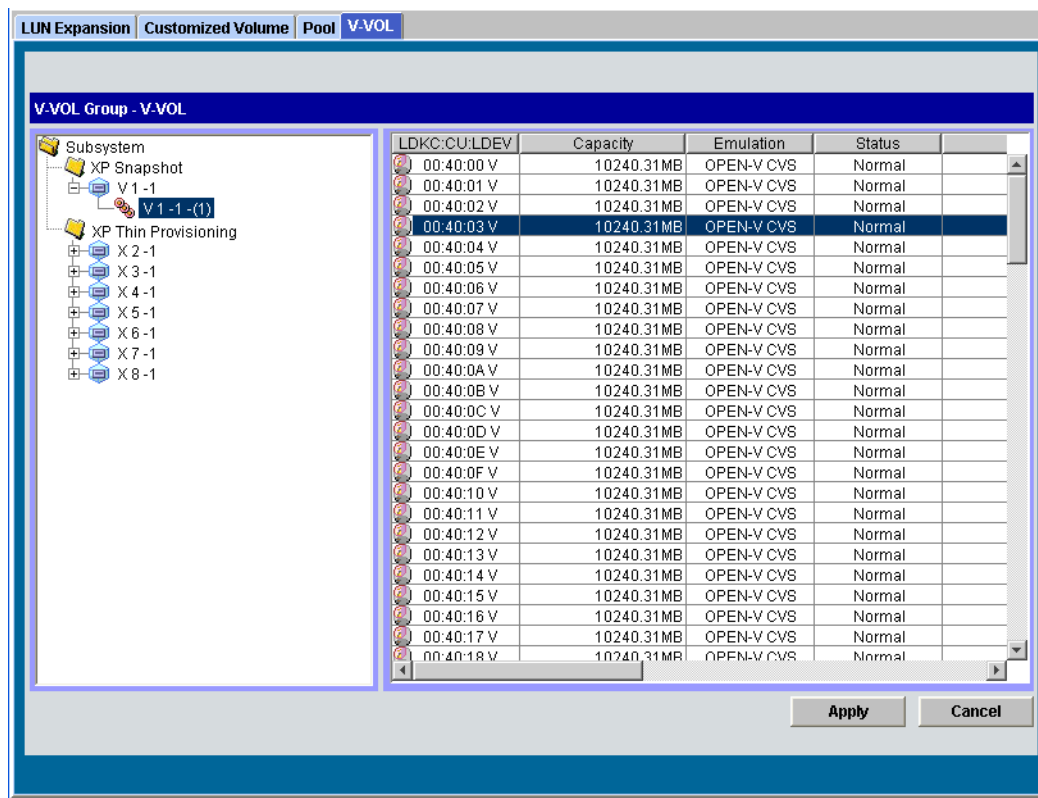 LUN Expansion Customized Volume Pool V-VOL
V-VOL Group - V-VOL
Subsystem
XP Snapshot
V 1 -1
V 1 -1 -(1)
XP Thin Provisioning
X 2 -1
X 3 -1
X 4 -1
X 5 -1
X 6 -1
X 7 -1
X 8 -1
LDKC:CU:LDEV Capacity Emulation Status
00:40:00 V 10240.31MB OPEN-V CVS Normal
00:40:01 V 10240.31MB OPEN-V CVS Normal
00:40:02 V 10240.31MB OPEN-V CVS Normal
00:40:03 V 10240.31MB OPEN-V CVS Normal
00:40:04 V 10240.31MB OPEN-V CVS Normal
00:40:05 V 10240.31MB OPEN-V CVS Normal
00:40:06 V 10240.31MB OPEN-V CVS Normal
00:40:07 V 10240.31MB OPEN-V CVS Normal
00:40:08 V 10240.31MB OPEN-V CVS Normal
00:40:09 V 10240.31MB OPEN-V CVS Normal
00:40:0A V 10240.31MB OPEN-V CVS Normal
00:40:0B V 10240.31MB OPEN-V CVS Normal
00:40:0C V 10240.31MB OPEN-V CVS Normal
00:40:0D V 10240.31MB OPEN-V CVS Normal
00:40:0E V 10240.31MB OPEN-V CVS Normal
00:40:0F V 10240.31MB OPEN-V CVS Normal
00:40:10 V 10240.31MB OPEN-V CVS Normal
00:40:11 V 10240.31MB OPEN-V CVS Normal
00:40:12 V 10240.31MB OPEN-V CVS Normal
00:40:13 V 10240.31MB OPEN-V CVS Normal
00:40:14 V 10240.31MB OPEN-V CVS Normal
00:40:15 V 10240.31MB OPEN-V CVS Normal
00:40:16 V 10240.31MB OPEN-V CVS Normal
00:40:17 V 10240.31MB OPEN-V CVS Normal
00:40:18 V 10240.31MB OPEN-V CVS Normal
Apply Cancel